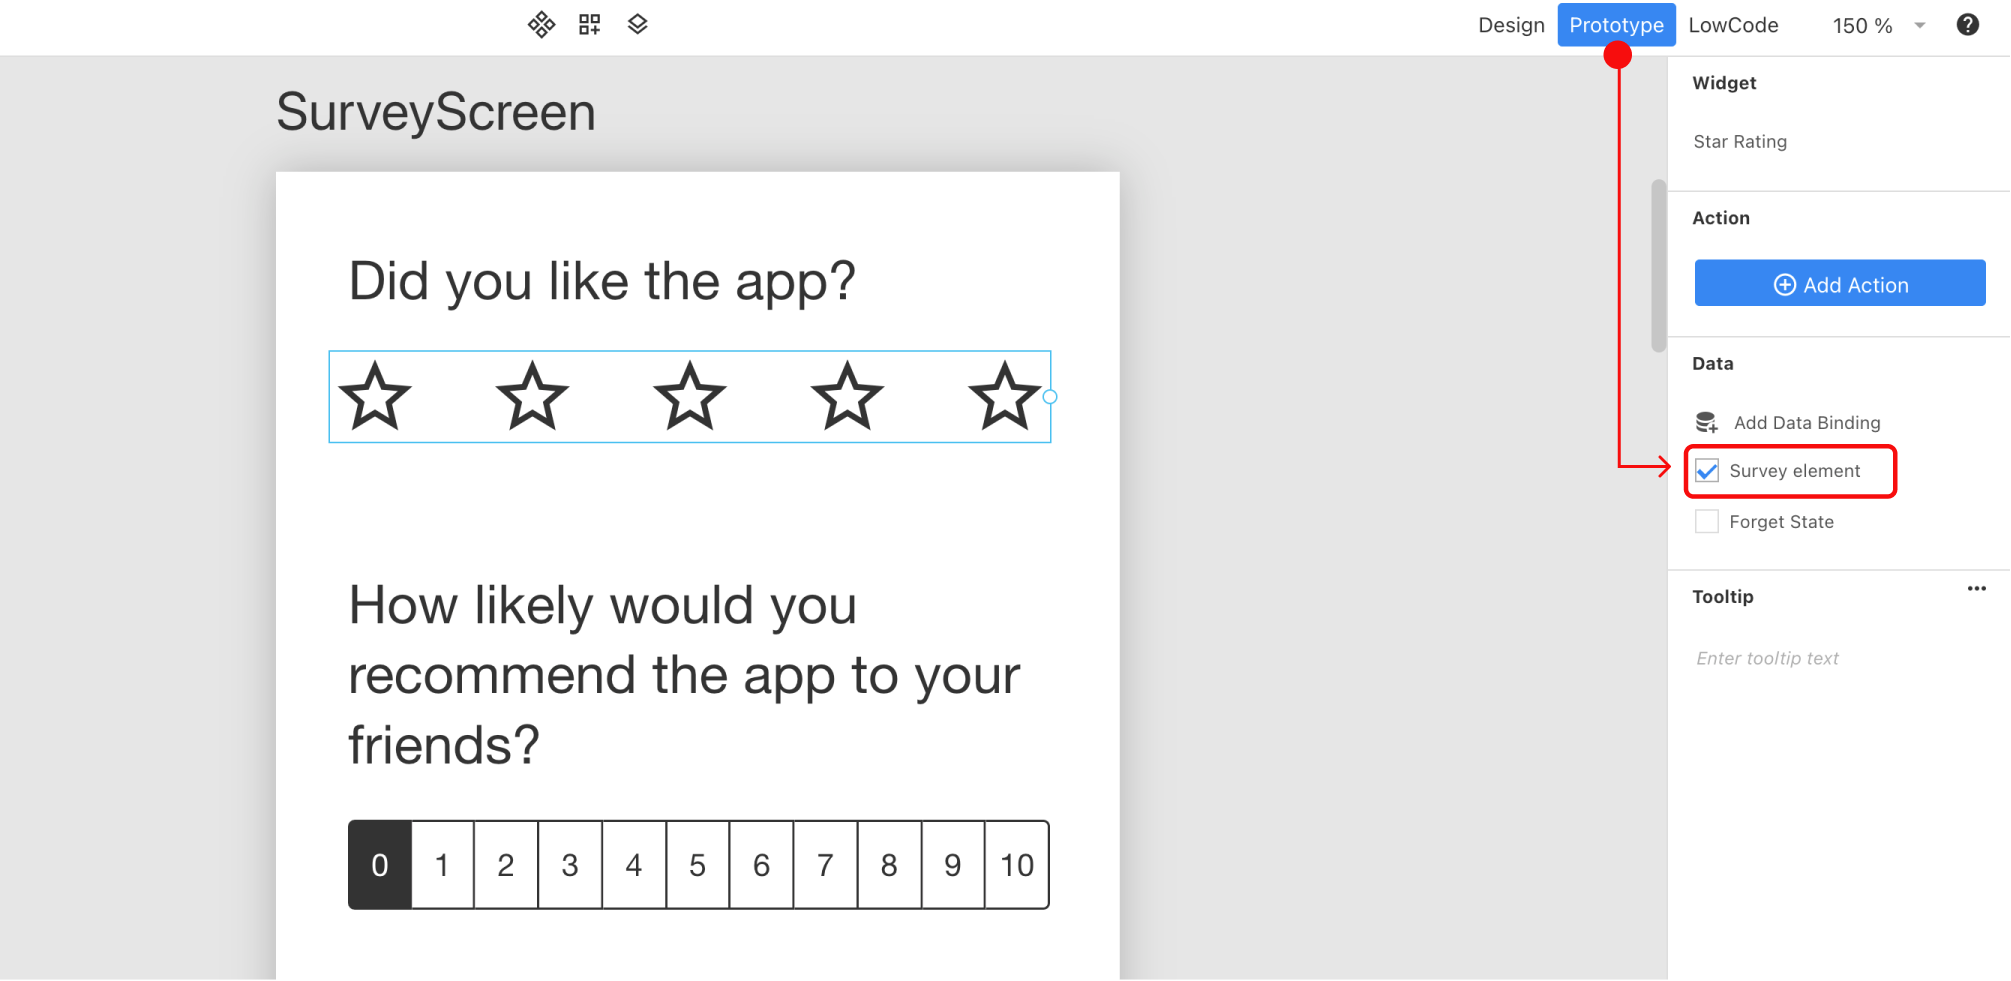 Design Prototype LowCode 150 % ?
SurveyScreen
Did you like the app?
How likely would you
recommend the app to your
friends?
0 1 2 3 4 5 6 7 8 9 10
Widget
Star Rating
Action
Add Action
Data
Add Data Binding
Survey element
Forget State
Tooltip
Enter tooltip text